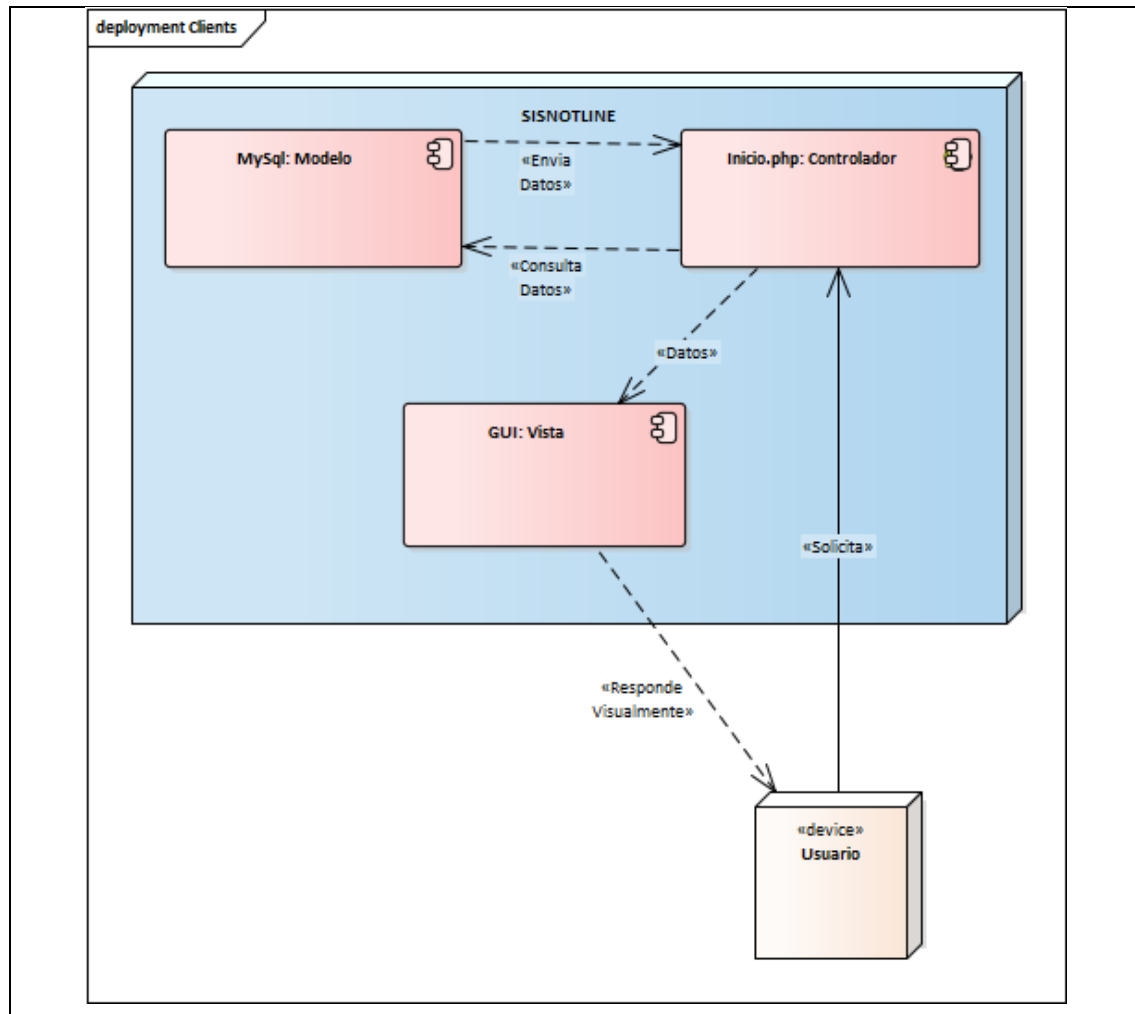 deployment Clients
SISNOTLINE
MySql: Modelo
«Envia
Datos»
Inicio.php: Controlador
«Consulta
Datos»
«Datos»
GUI: Vista
«Solicita»
«Responde
Visualmente»
«device»
Usuario